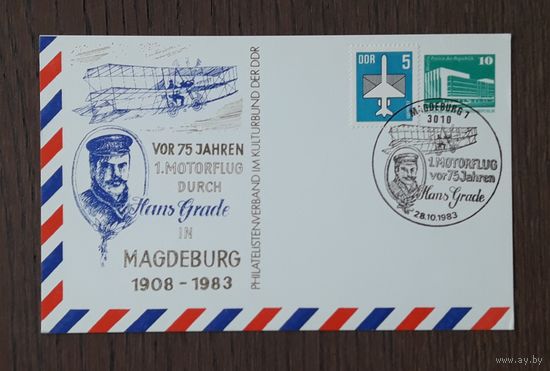 VOR 75 JAHREN
1. MOTORFLUG
DURCH
Hans Grade
IN
MAGDEBURG
1908 - 1983
PHILATELISTENVERBAND IM KULTURBUND DER DDR
DDR 5
Palast der Republik
10
MAGDEBURG 1
3010
1. MOTORFLUG
vor 75 Jahren
Hans Grade
28.10.1983
www.ay.by